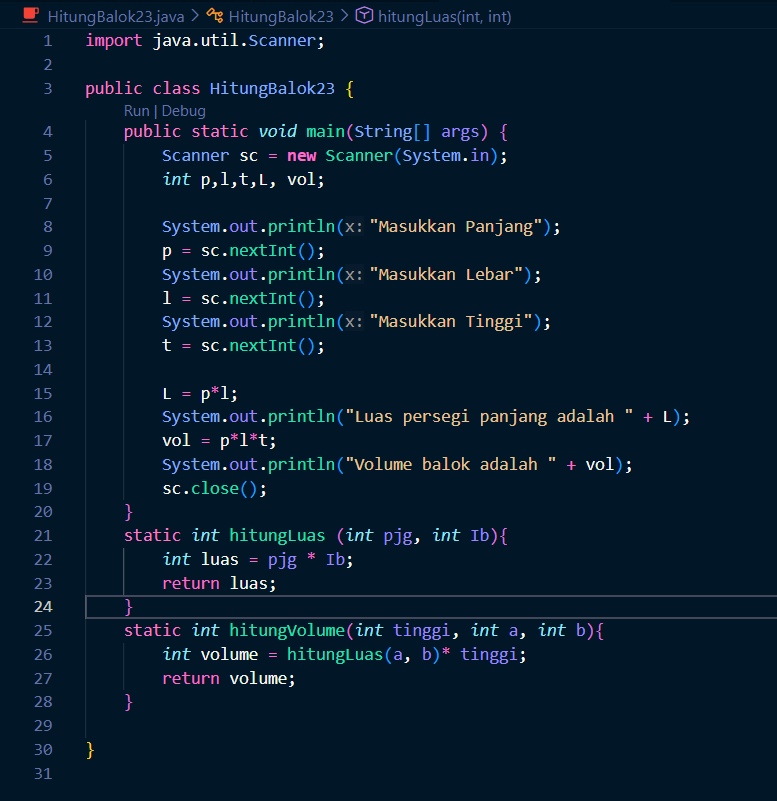 HitungBalok23.java > HitungBalok23 > hitungLuas(int, int)
1 import java.util.Scanner;
2
3 public class HitungBalok23 {
Run | Debug
4 public static void main(String[] args) {
5 Scanner sc = new Scanner(System.in);
6 int p,l,t,L, vol;
7
8 System.out.println(x: "Masukkan Panjang");
9 p = sc.nextInt();
10 System.out.println(x: "Masukkan Lebar");
11 l = sc.nextInt();
12 System.out.println(x: "Masukkan Tinggi");
13 t = sc.nextInt();
14
15 L = p*l;
16 System.out.println("Luas persegi panjang adalah " + L);
17 vol = p*l*t;
18 System.out.println("Volume balok adalah " + vol);
19 sc.close();
20 }
21 static int hitungLuas (int pjg, int Ib){
22 int luas = pjg * Ib;
23 return luas;
24 }
25 static int hitungVolume(int tinggi, int a, int b){
26 int volume = hitungLuas(a, b)* tinggi;
27 return volume;
28 }
29
30 }
31